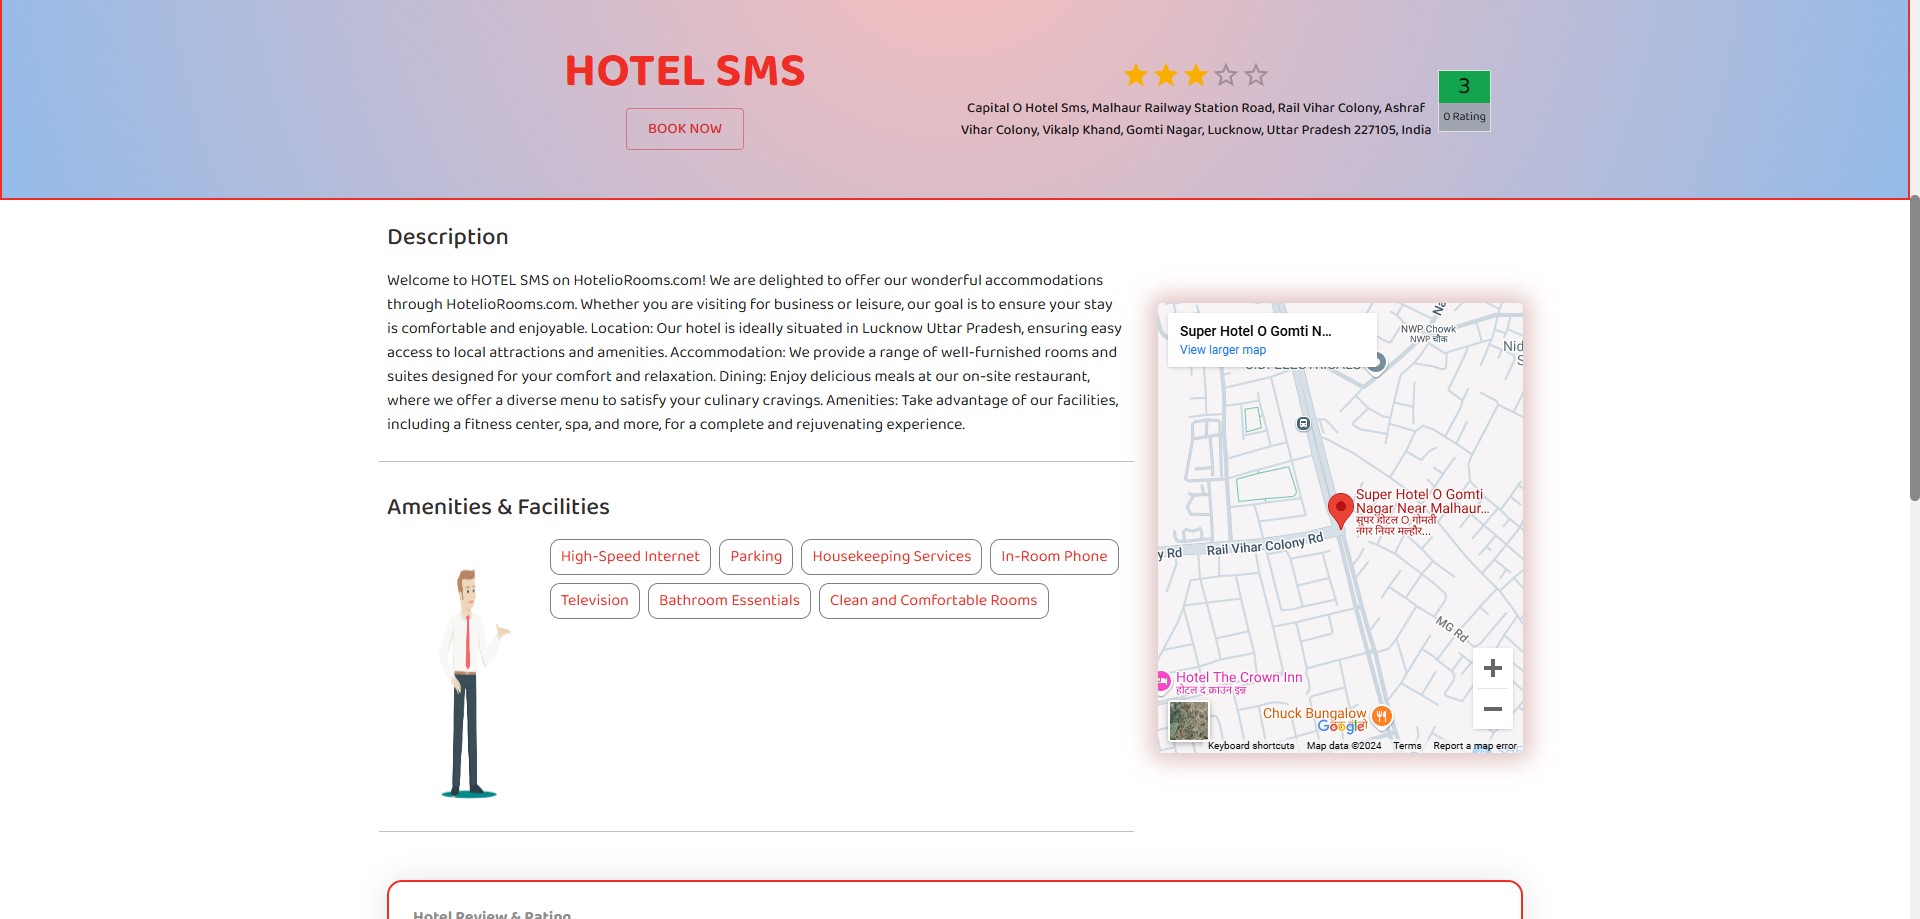 HOTEL SMS
BOOK NOW
Capital O Hotel Sms, Malhaur Railway Station Road, Rail Vihar Colony, Ashraf
Vihar Colony, Vikalp Khand, Gomti Nagar, Lucknow, Uttar Pradesh 227105, India
3
0 Rating
Description
Welcome to HOTEL SMS on HotelioRooms.com! We are delighted to offer our wonderful accommodations
through HotelioRooms.com. Whether you are visiting for business or leisure, our goal is to ensure your stay
is comfortable and enjoyable. Location: Our hotel is ideally situated in Lucknow Uttar Pradesh, ensuring easy
access to local attractions and amenities. Accommodation: We provide a range of well-furnished rooms and
suites designed for your comfort and relaxation. Dining: Enjoy delicious meals at our on-site restaurant,
where we offer a diverse menu to satisfy your culinary cravings. Amenities: Take advantage of our facilities,
including a fitness center, spa, and more, for a complete and rejuvenating experience.
Amenities & Facilities
High-Speed Internet Parking Housekeeping Services In-Room Phone
Television Bathroom Essentials Clean and Comfortable Rooms
Super Hotel O Gomti N...
View larger map
NWP Chowk
NWP चौक
Nid
Super Hotel O Gomti
Nagar Near Malhaur...
सुपर होटल O गोमती
नगर नियर मल्हौर...
y Rd
Rail Vihar Colony Rd
MG Rd
Hotel The Crown Inn
होटल द क्राउन इन्न
Chuck Bungalow
Google
Keyboard shortcuts Map data ©2024 Terms Report a map error
Hotel Review & Rating